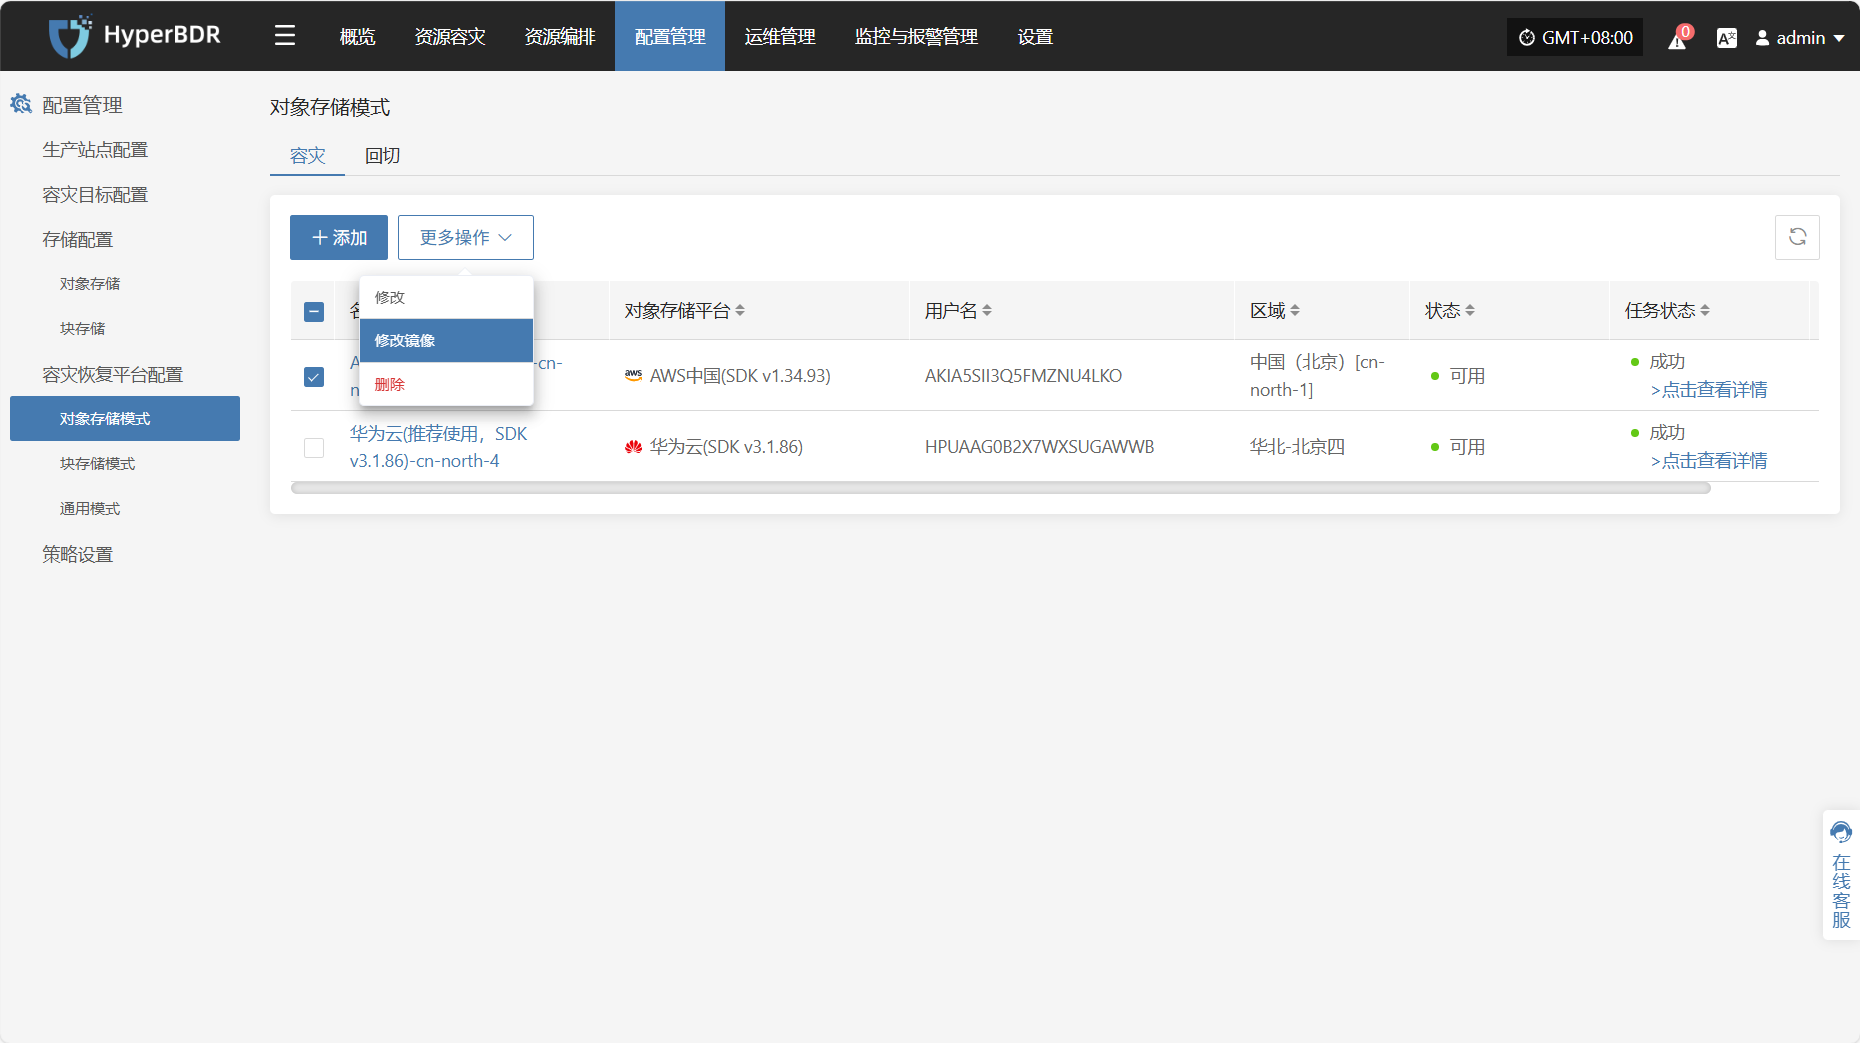 HyperBDR
概览
资源容灾
资源编排
配置管理
运维管理
监控与报警管理
设置
GMT+08:00
0
admin
配置管理
生产站点配置
容灾目标配置
存储配置
对象存储
块存储
容灾恢复平台配置
对象存储模式
块存储模式
通用模式
策略设置
对象存储模式
容灾
回切
添加
更多操作
修改
修改镜像
删除
对象存储平台
用户名
区域
状态
任务状态
-cn-
aws AWS中国(SDK v1.34.93)
AKIA5SII3Q5FMZNU4LKO
中国（北京）[cn-
north-1]
可用
成功
>点击查看详情
华为云(推荐使用，SDK
v3.1.86)-cn-north-4
华为云(SDK v3.1.86)
HPUAAG0B2X7WXSUGAWWB
华北-北京四
可用
成功
>点击查看详情
在线客服